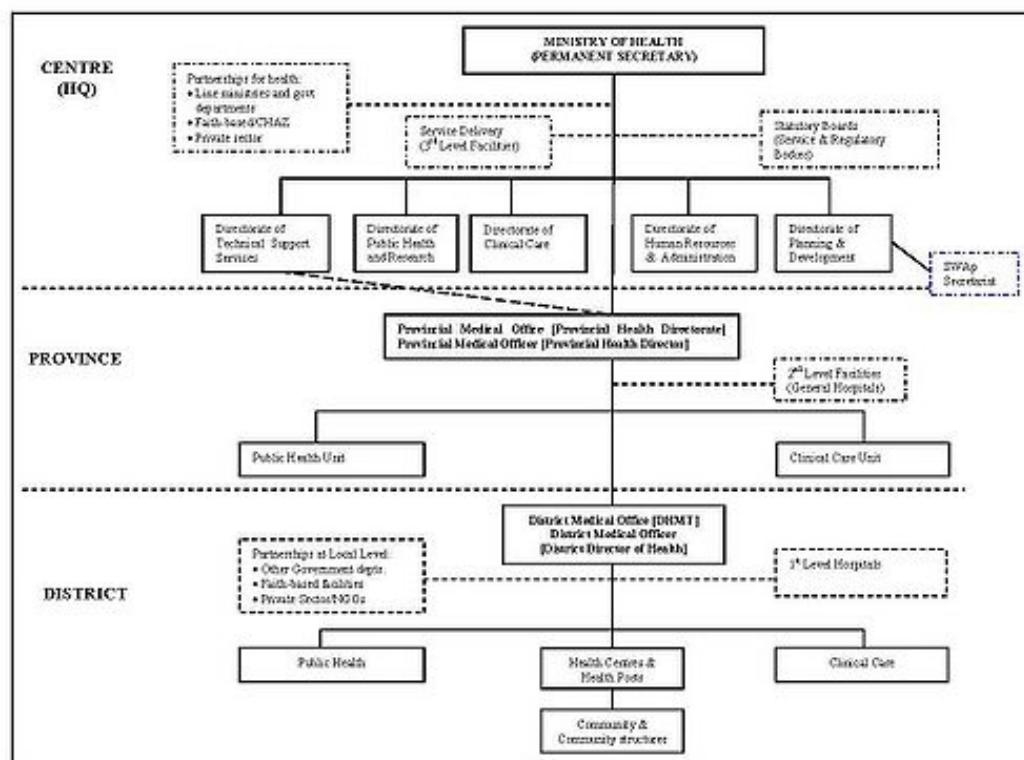 MINISTRY OF HEALTH
(PERMANENT SECRETARY)
CENTRE
(HQ)
Partnerships for health:
• Line ministries and govt
departments
• Faith-based/CHAZ
• Private sector
Service Delivery
(3rd Level Facilities)
Statutory Boards
(Service & Regulatory
Bodies)
Directorate of
Technical Support
Services
Directorate of
Public Health
and Research
Directorate of
Clinical Care
Directorate of
Human Resources
& Administration
Directorate of
Planning &
Development
SWAp
Secretariat
Provincial Medical Office [Provincial Health Directorate]
Provincial Medical Officer [Provincial Health Director]
PROVINCE
2nd Level Facilities
(General Hospitals)
Public Health Unit
Clinical Care Unit
District Medical Office [DHMT]
District Medical Officer
[District Director of Health]
Partnerships at Local Level:
• Other Government depts.
• Faith-based facilities
• Private Sector/NGOs
1st Level Hospitals
DISTRICT
Public Health
Health Centres &
Health Posts
Clinical Care
Community &
Community structures